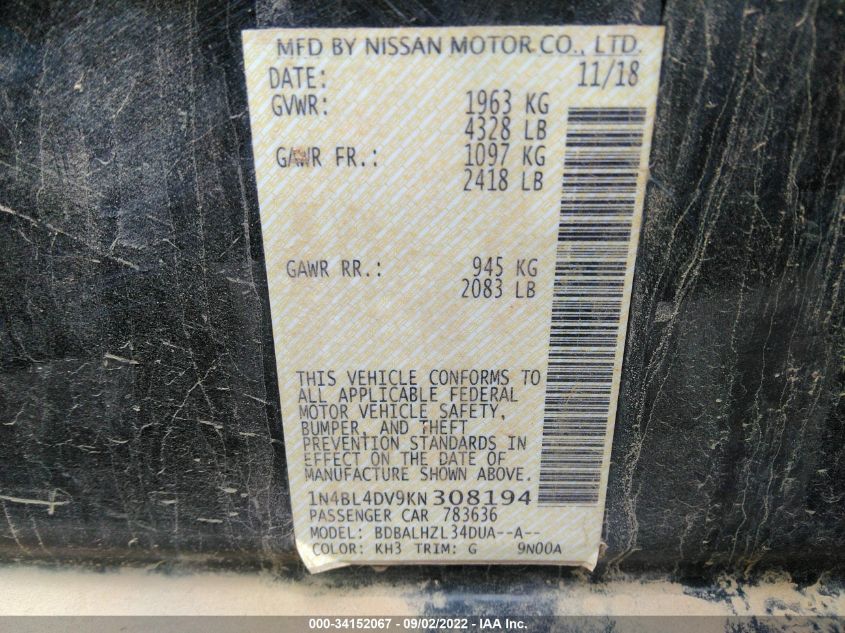 MFD BY NISSAN MOTOR CO., LTD.
DATE: 11/18
GVWR: 1963 KG
4328 LB
GAWR FR.: 1097 KG
2418 LB
GAWR RR.: 945 KG
2083 LB
THIS VEHICLE CONFORMS TO
ALL APPLICABLE FEDERAL
MOTOR VEHICLE SAFETY,
BUMPER, AND THEFT
PREVENTION STANDARDS IN
EFFECT ON THE DATE OF
MANUFACTURE SHOWN ABOVE.
1N4BL4DV9KN308194
PASSENGER CAR 783636
MODEL: BDBALHZL34DUA--A--
COLOR: KH3 TRIM: G 9N00A
000-34152067 - 09/02/2022 - IAA Inc.